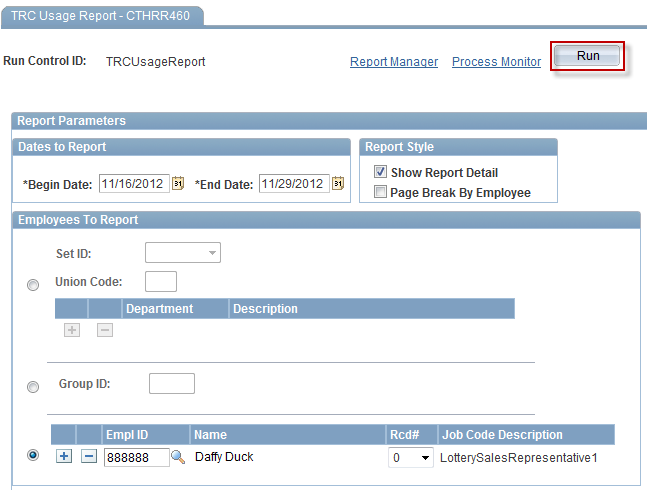 TRC Usage Report - CTHRR460
Run Control ID: TRCUsageReport Report Manager Process Monitor Run
Report Parameters
Dates to Report
*Begin Date: 11/16/2012 31 *End Date: 11/29/2012 31
Report Style
Show Report Detail
Page Break By Employee
Employees To Report
Set ID:
Union Code:
Department Description
Group ID:
Empl ID Name Rcd# Job Code Description
888888 Daffy Duck 0 LotterySalesRepresentative1